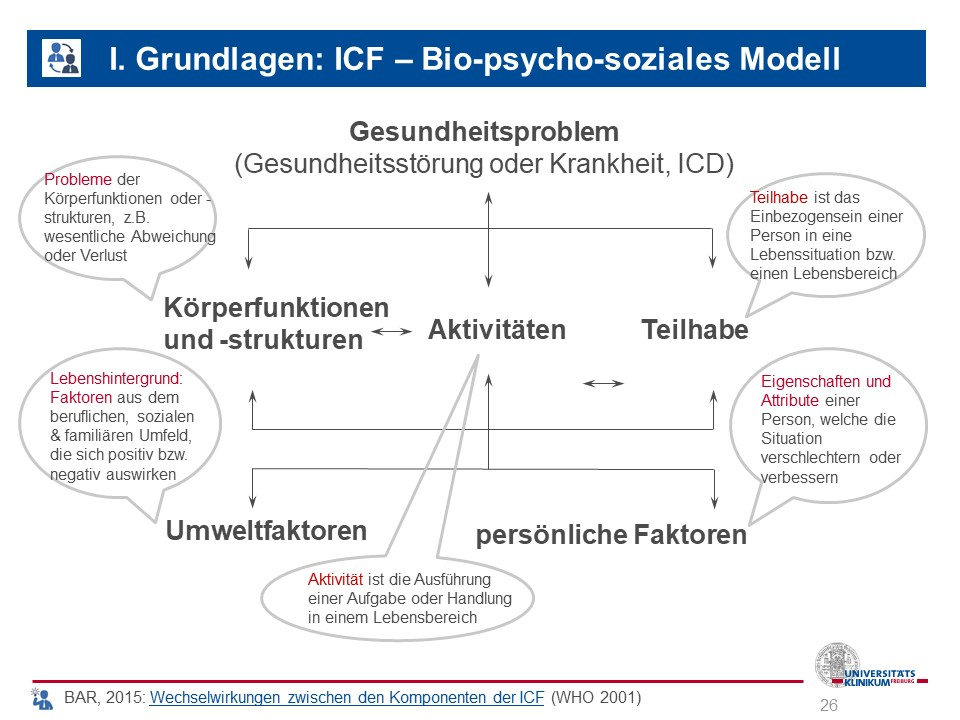 I. Grundlagen: ICF – Bio-psycho-soziales Modell
Gesundheitsproblem
(Gesundheitsstörung oder Krankheit, ICD)
Probleme der
Körperfunktionen oder -
strukturen, z.B.
wesentliche Abweichung
oder Verlust
Teilhabe ist das
Einbezogensein einer
Person in eine
Lebenssituation bzw.
einen Lebensbereich
Körperfunktionen
und -strukturen
Aktivitäten
Teilhabe
Lebenshintergrund:
Faktoren aus dem
beruflichen, sozialen
& familiären Umfeld,
die sich positiv bzw.
negativ auswirken
Eigenschaften und
Attribute einer
Person, welche die
Situation
verschlechtern oder
verbessern
Umweltfaktoren
persönliche Faktoren
Aktivität ist die Ausführung
einer Aufgabe oder Handlung
in einem Lebensbereich
UNIVERSITÄTS
KLINIKUM FREIBURG
BAR, 2015: Wechselwirkungen zwischen den Komponenten der ICF (WHO 2001)
26